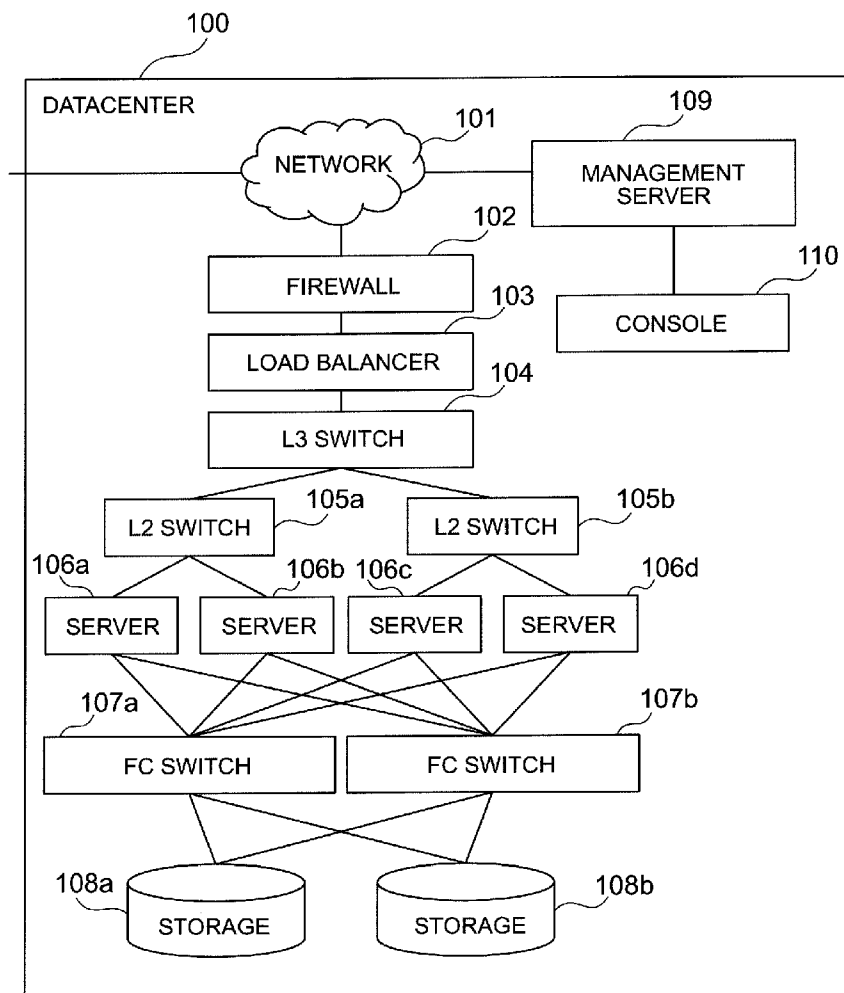 100
DATACENTER
101
109
NETWORK
MANAGEMENT
SERVER
102
FIREWALL
110
103
CONSOLE
LOAD BALANCER
104
L3 SWITCH
105a
105b
L2 SWITCH
L2 SWITCH
106a
106b
106c
106d
SERVER
SERVER
SERVER
SERVER
107a
107b
FC SWITCH
FC SWITCH
108a
108b
STORAGE
STORAGE